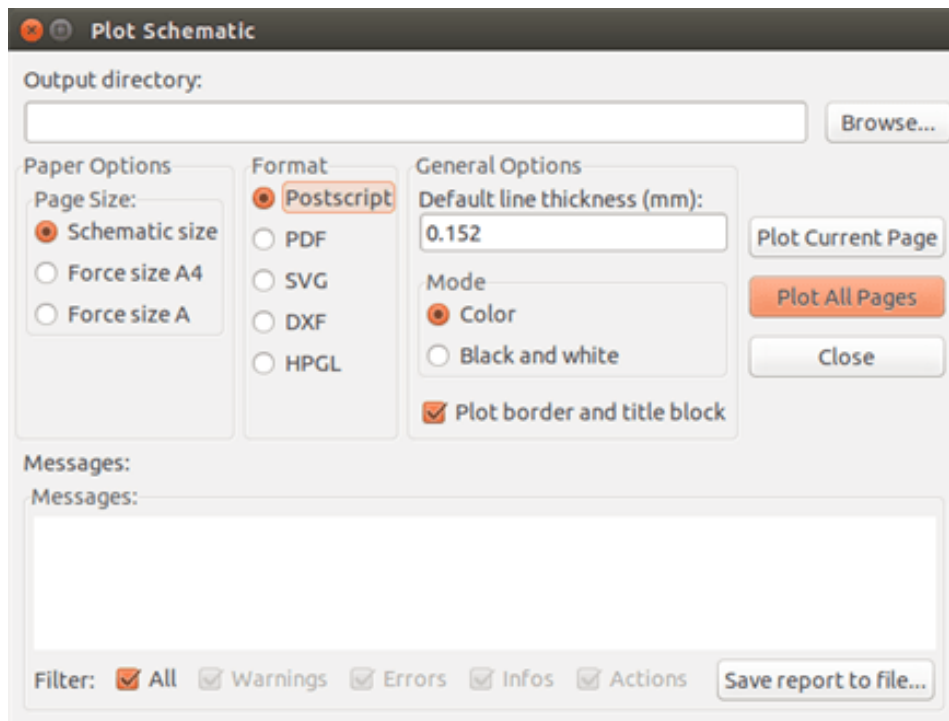 Plot Schematic
Output directory:
Browse...
Paper Options
Page Size:
Schematic size
Force size A4
Force size A
Format
Postscript
PDF
SVG
DXF
HPGL
General Options
Default line thickness (mm):
0.152
Mode
Color
Black and white
Plot border and title block
Plot Current Page
Plot All Pages
Close
Messages:
Messages:
Filter: All Warnings Errors Infos Actions Save report to file...